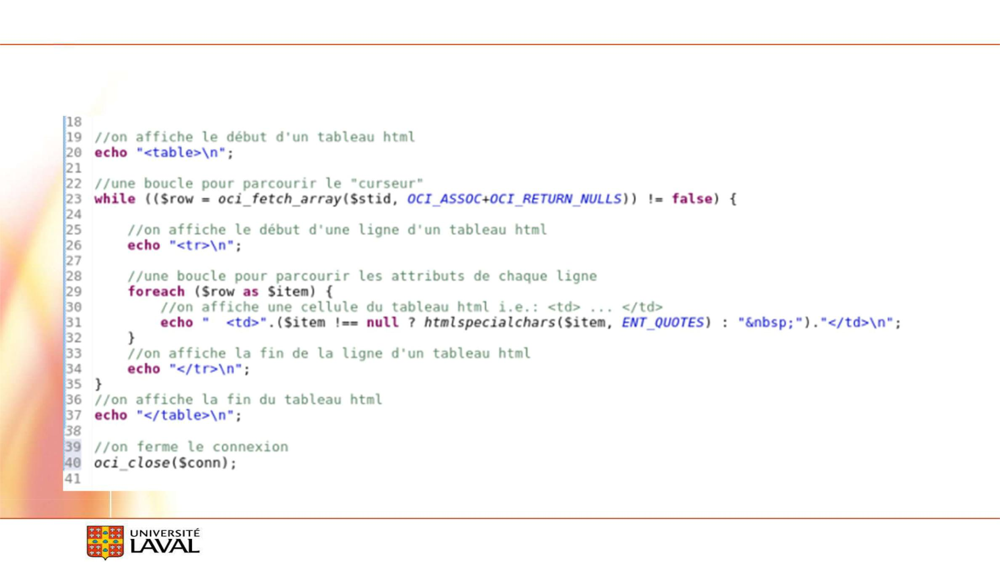 18
19 //on affiche le début d'un tableau html
20 echo "<table>\n";
21
22 //une boucle pour parcourir le "curseur"
23 while (($row = oci_fetch_array($stid, OCI_ASSOC+OCI_RETURN_NULLS)) != false) {
24
25     //on affiche le début d'une ligne d'un tableau html
26     echo "<tr>\n";
27
28     //une boucle pour parcourir les attributs de chaque ligne
29     foreach ($row as $item) {
30         //on affiche une cellule du tableau html i.e.: <td> ... </td>
31         echo "  <td>".($item !== null ? htmlspecialchars($item, ENT_QUOTES) : "&nbsp;")."</td>\n";
32     }
33     //on affiche la fin de la ligne d'un tableau html
34     echo "</tr>\n";
35 }
36 //on affiche la fin du tableau html
37 echo "</table>\n";
38
39 //on ferme le connexion
40 oci_close($conn);
41
UNIVERSITÉ
LAVAL